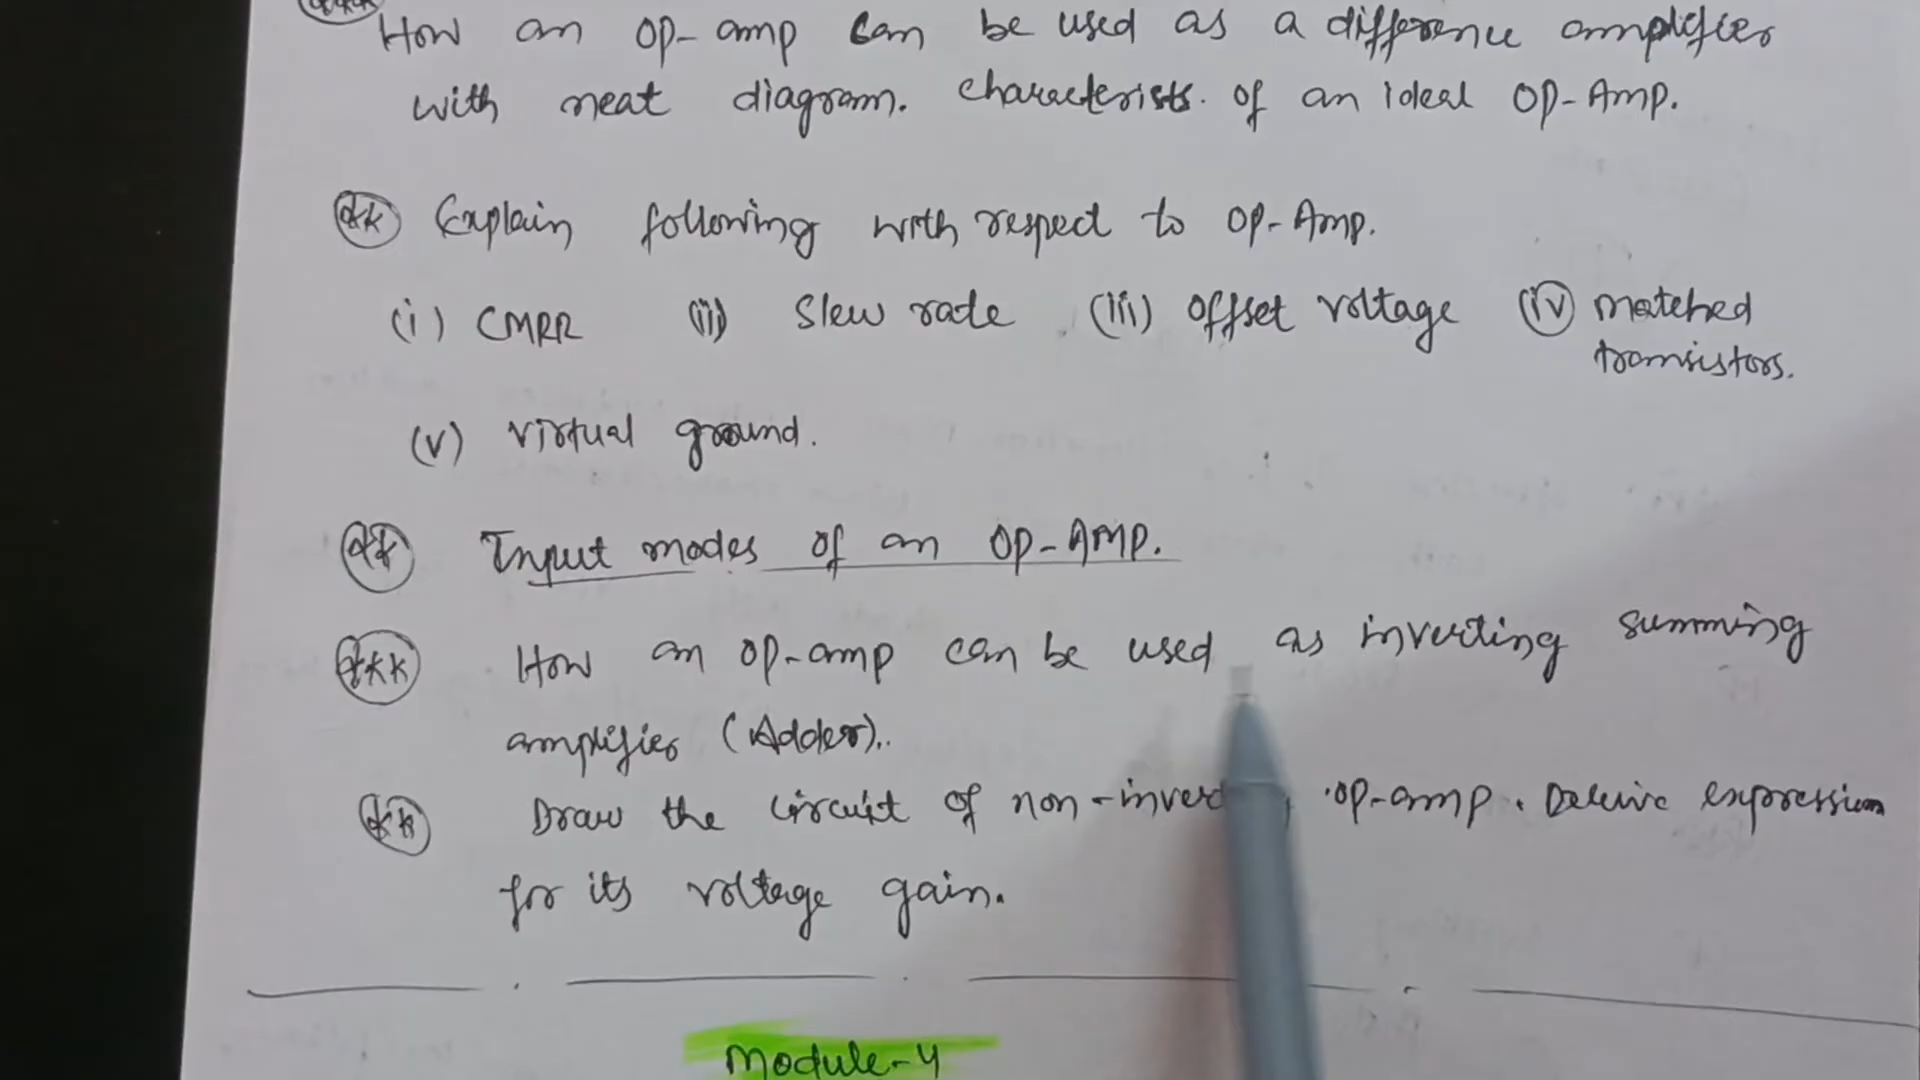 How an op-amp can be used as a difference amplifier
with neat diagram. characterists. of an ideal OP-Amp.
** Explain following with respect to OP-Amp.
(i) CMRR (ii) Slew rate (iii) offset voltage (iv) matched
transistors.
(v) virtual ground.
** Input modes of an OP-AMP.
*** How an op-amp can be used as inverting summing
amplifier (Adder).
** Draw the circuit of non-inver op-amp. Derive expression
for its voltage gain.
Module-4